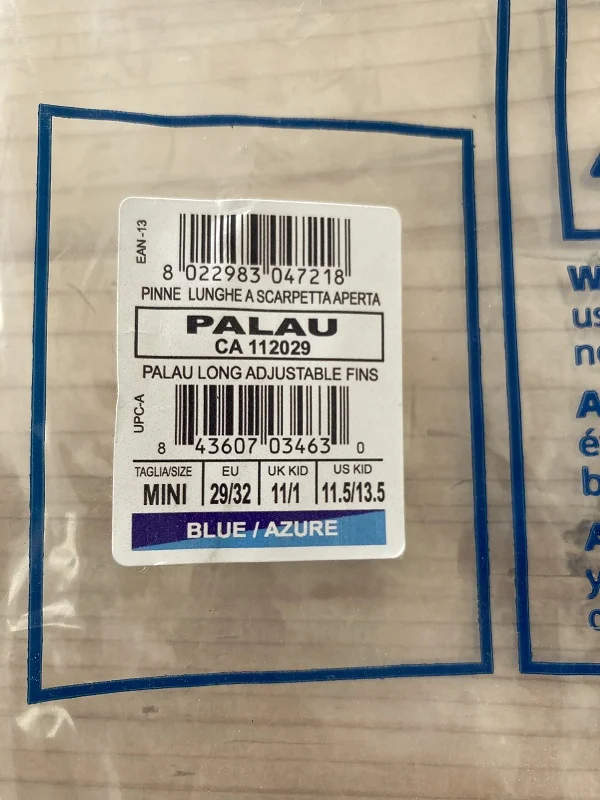 EAN-13
8 022983 047218
PINNE LUNGHE A SCARPETTA APERTA
PALAU
CA 112029
PALAU LONG ADJUSTABLE FINS
UPC-A
8 43607 03463 0
TAGLIA/SIZE EU UK KID US KID
MINI 29/32 11/1 11.5/13.5
BLUE / AZURE